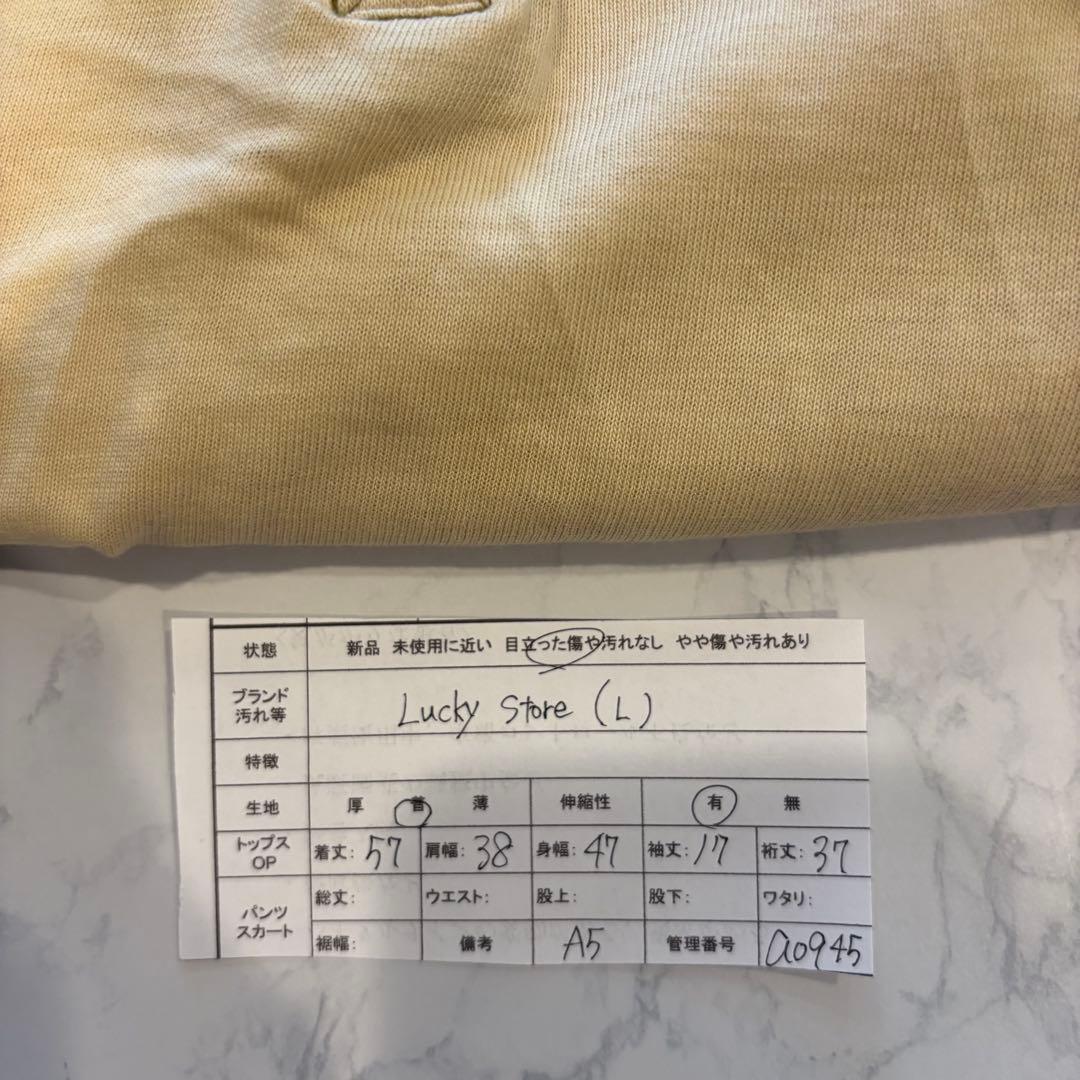 状態 新品 未使用に近い 目立った傷や汚れなし やや傷や汚れあり
ブランド
汚れ等
Lucky Store (L)
特徴
生地 厚 普 薄 伸縮性 有 無
トップス
OP
着丈: 57 肩幅: 38 身幅: 47 袖丈: 17 裄丈: 37
パンツ
スカート
総丈: ウエスト: 股上: 股下: ワタリ:
裾幅: 備考 A5 管理番号 a0945